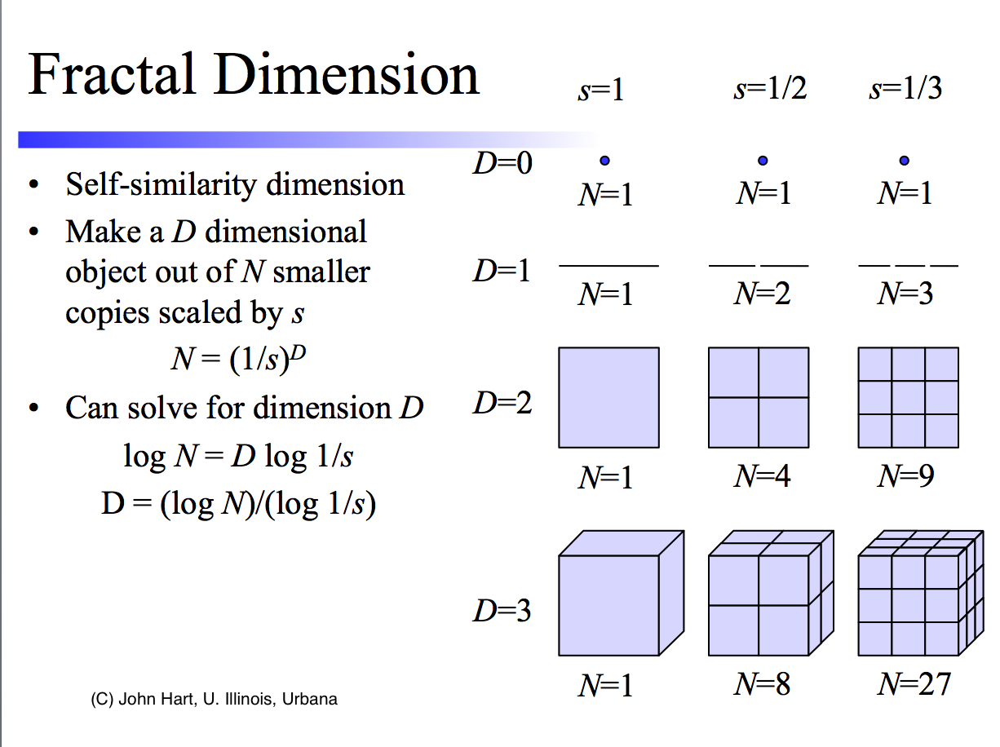 Fractal Dimension
• Self-similarity dimension
• Make a D dimensional
object out of N smaller
copies scaled by s
N = (1/s)^D
• Can solve for dimension D
log N = D log 1/s
D = (log N)/(log 1/s)
(C) John Hart, U. Illinois, Urbana
s=1 s=1/2 s=1/3
D=0
N=1 N=1 N=1
D=1
N=1 N=2 N=3
D=2
N=1 N=4 N=9
D=3
N=1 N=8 N=27